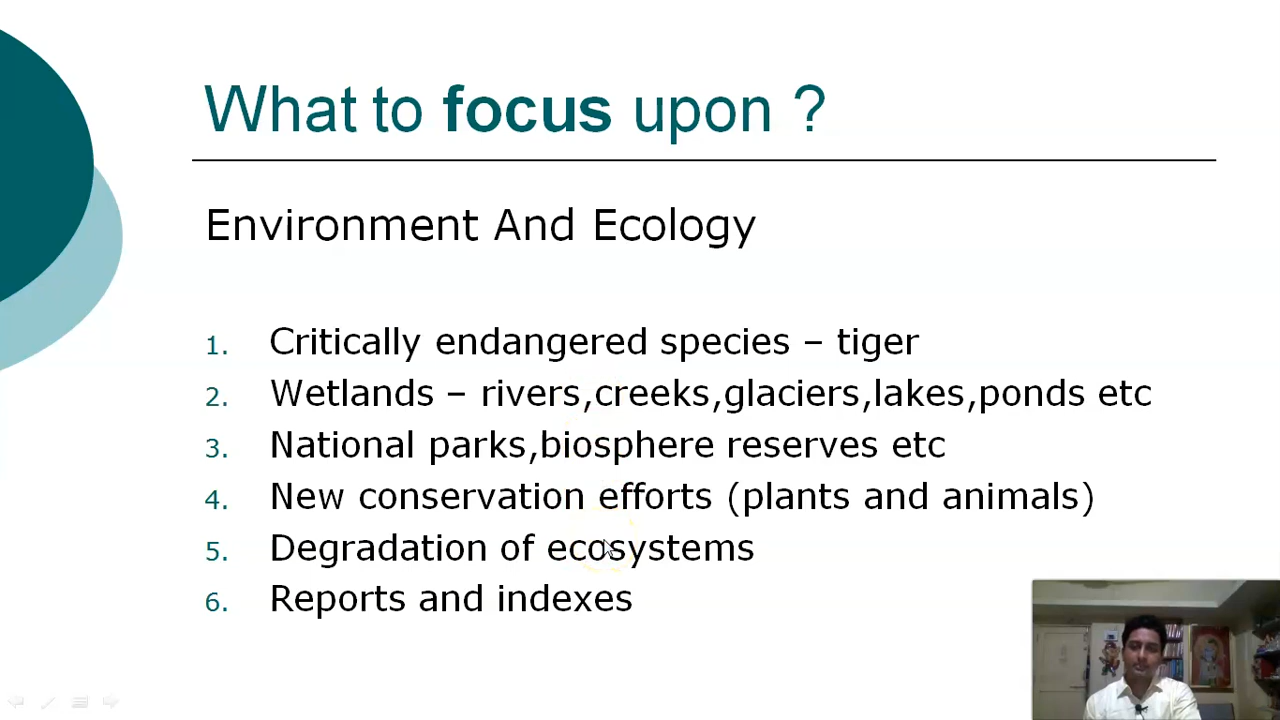 What to focus upon ?
Environment And Ecology
1. Critically endangered species – tiger
2. Wetlands – rivers,creeks,glaciers,lakes,ponds etc
3. National parks,biosphere reserves etc
4. New conservation efforts (plants and animals)
5. Degradation of ecosystems
6. Reports and indexes